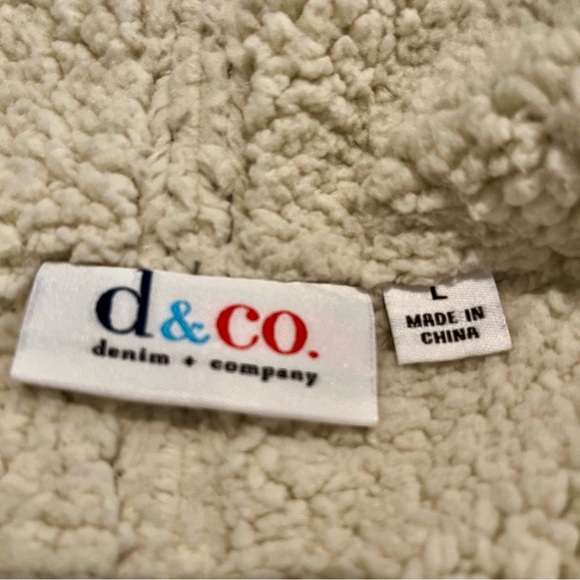 d&co.
denim + company
L
MADE IN
CHINA